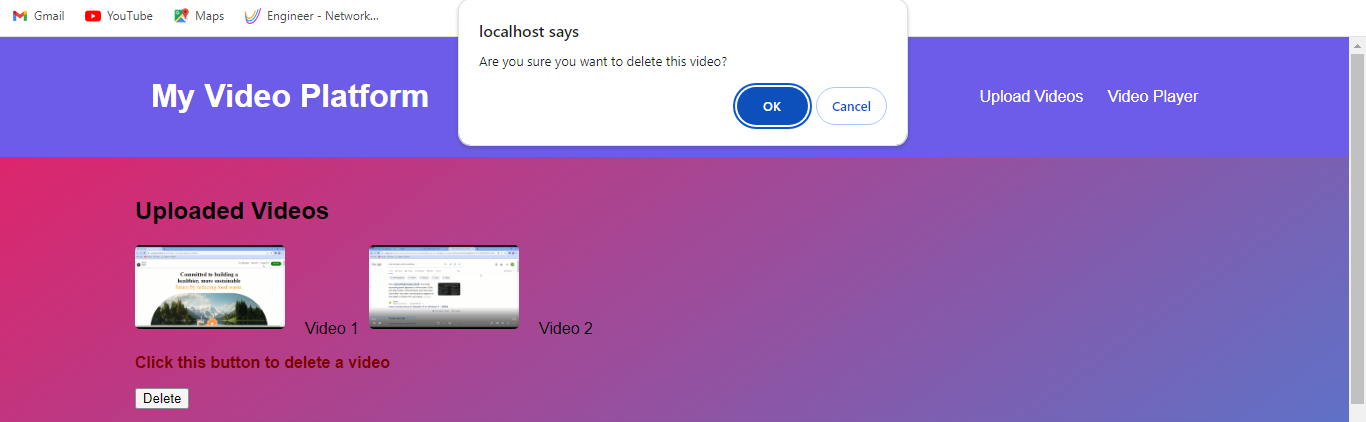 Gmail YouTube Maps Engineer - Network...
localhost says
Are you sure you want to delete this video?
OK Cancel
My Video Platform
Upload Videos Video Player
Uploaded Videos
Committed to building a
healthier, more sustainable
future by reducing food waste.
Video 1 Video 2
Click this button to delete a video
Delete